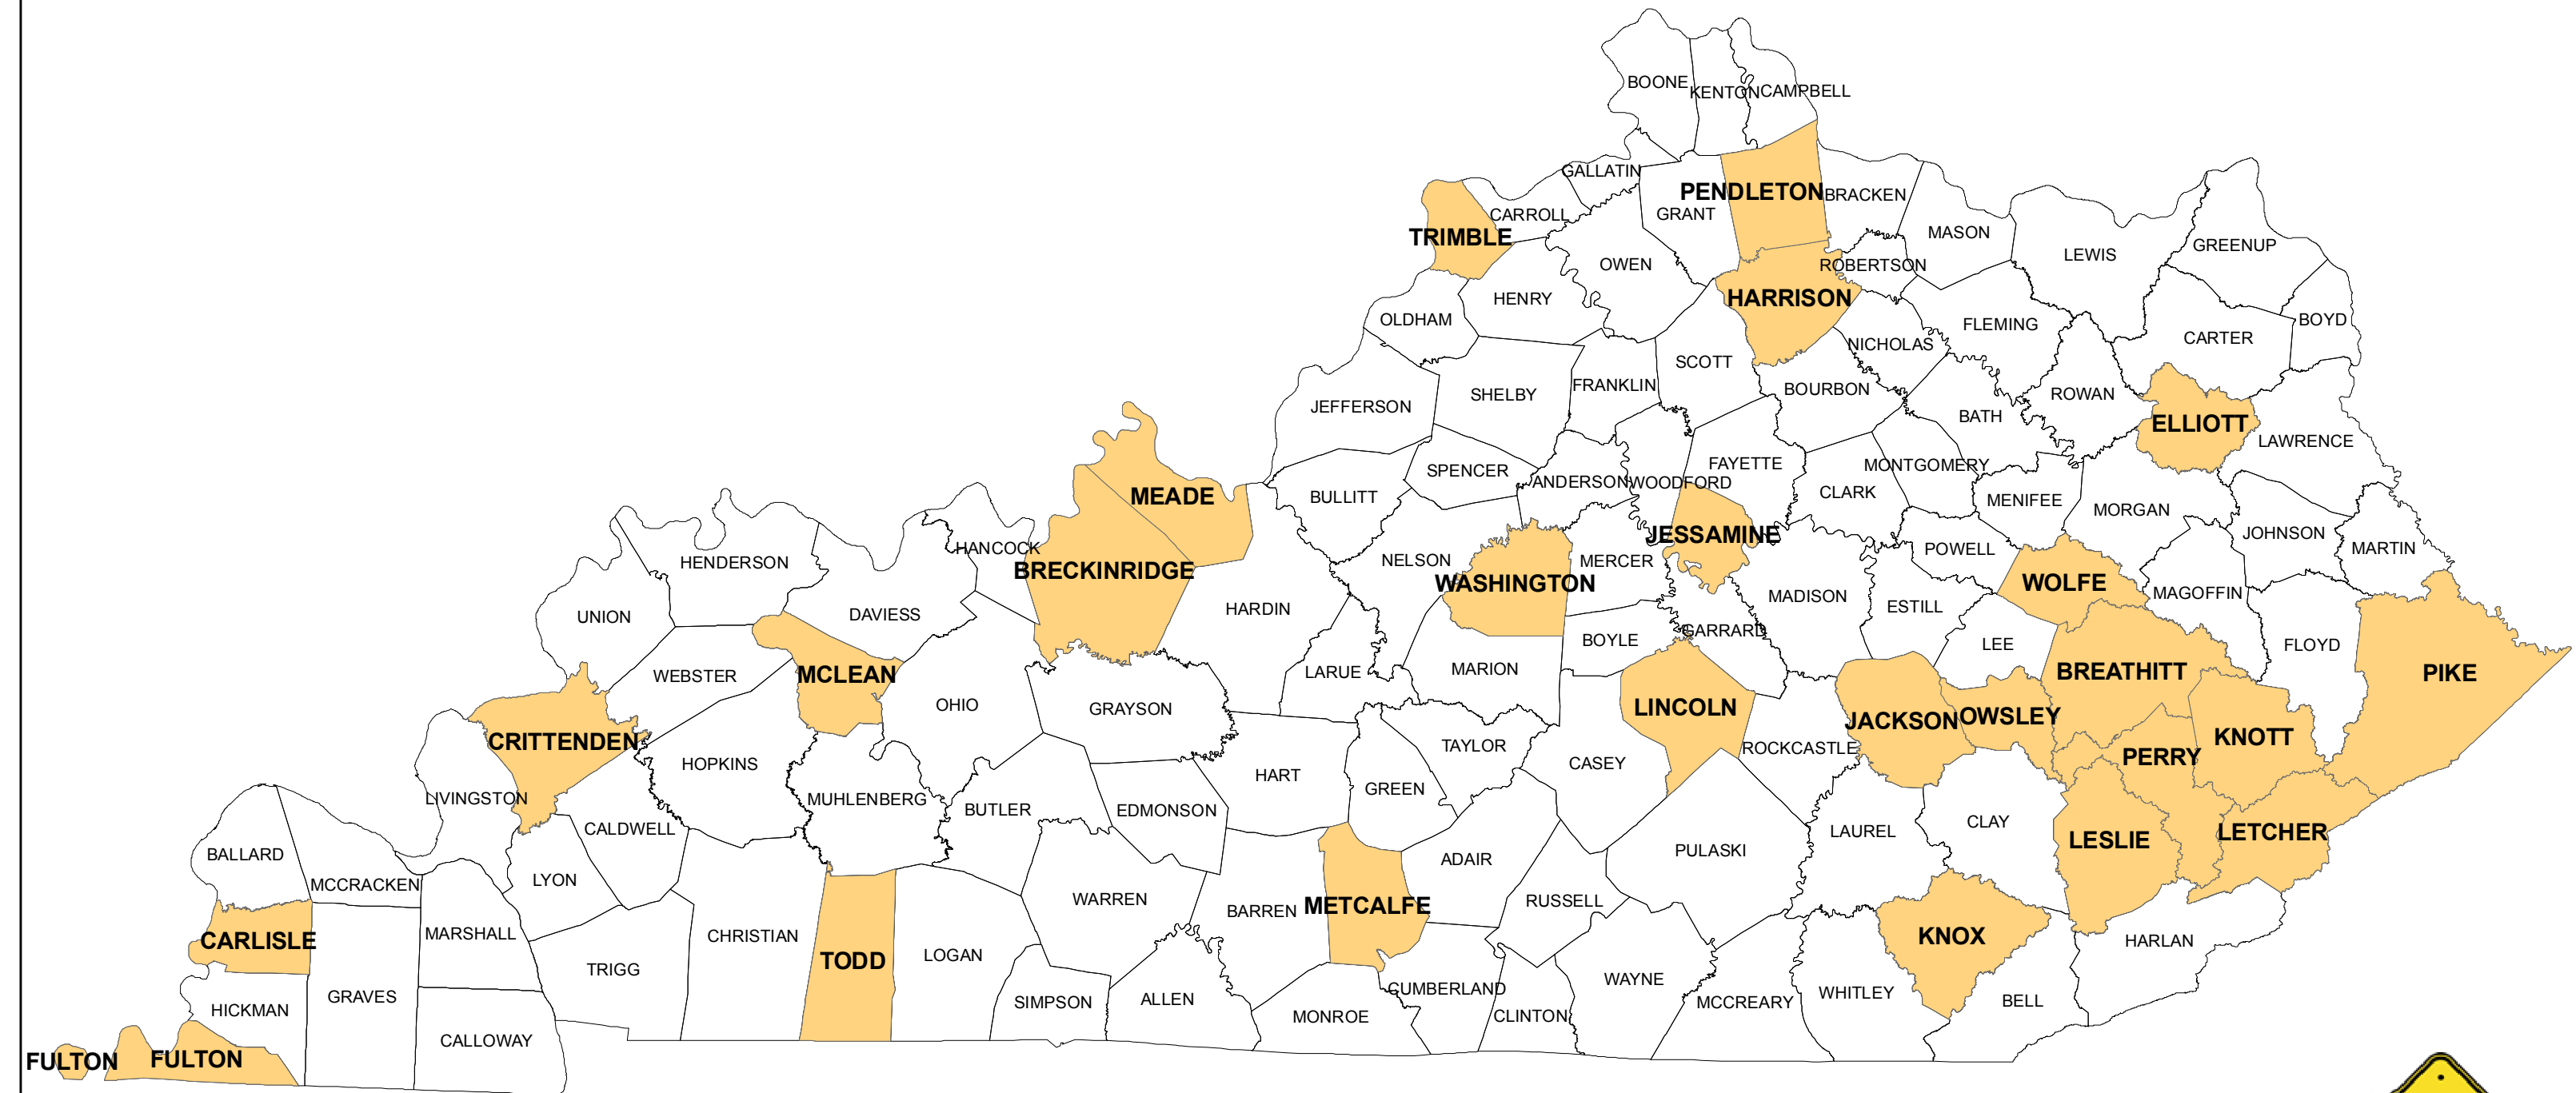 BOONE
KENTON
CAMPBELL
GALLATIN
PENDLETON
BRACKEN
CARROLL
GRANT
TRIMBLE
MASON
GREENUP
LEWIS
OWEN
ROBERTSON
HARRISON
HENRY
OLDHAM
FLEMING
BOYD
CARTER
NICHOLAS
SCOTT
FRANKLIN
BOURBON
SHELBY
ROWAN
JEFFERSON
BATH
ELLIOTT
LAWRENCE
FAYETTE
MONTGOMERY
SPENCER
ANDERSON
WOODFORD
CLARK
BULLITT
MEADE
MENIFEE
MORGAN
JOHNSON
JESSAMINE
HANCOCK
POWELL
MARTIN
NELSON
MERCER
HENDERSON
BRECKINRIDGE
WASHINGTON
WOLFE
MAGOFFIN
MADISON
ESTILL
HARDIN
DAVIESS
UNION
GARRARD
BOYLE
LEE
FLOYD
MARION
LARUE
BREATHITT
PIKE
WEBSTER
MCLEAN
OHIO
GRAYSON
LINCOLN
JACKSON
OWSLEY
KNOTT
CRITTENDEN
TAYLOR
ROCKCASTLE
PERRY
HOPKINS
CASEY
HART
GREEN
LIVINGSTON
MUHLENBERG
BUTLER
EDMONSON
CLAY
CALDWELL
LAUREL
LETCHER
LESLIE
PULASKI
BALLARD
ADAIR
LYON
MCCRACKEN
WARREN
RUSSELL
BARREN
METCALFE
MARSHALL
CARLISLE
CHRISTIAN
KNOX
HARLAN
TODD
LOGAN
TRIGG
WAYNE
CUMBERLAND
WHITLEY
GRAVES
ALLEN
SIMPSON
MCCREARY
BELL
HICKMAN
MONROE
CLINTON
CALLOWAY
FULTON
FULTON